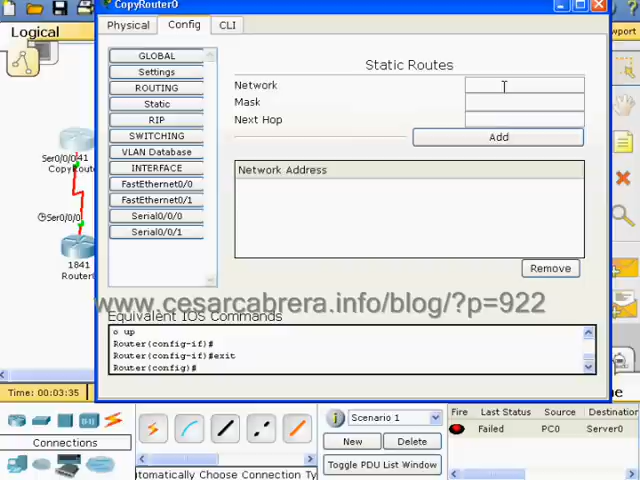 CopyRouter0
Physical
Config
CLI
Logical
GLOBAL
Settings
ROUTING
Static
RIP
SWITCHING
VLAN Database
INTERFACE
FastEthernet0/0
FastEthernet0/1
Serial0/0/0
Serial0/0/1
Static Routes
Network
Mask
Next Hop
Add
Network Address
Remove
www.cesarcabrera.info/blog/?p=922
Equivalent IOS Commands
o up
Router(config-if)#
Router(config-if)#exit
Router(config)#
Ser0/0/0
41
CopyR
Ser0/0/0
1841
Router
Time: 00:03:35
Connections
Automatically Choose Connection Ty
Scenario 1
New
Delete
Toggle PDU List Window
Fire Last Status Source Destination
Failed PC0 Server0